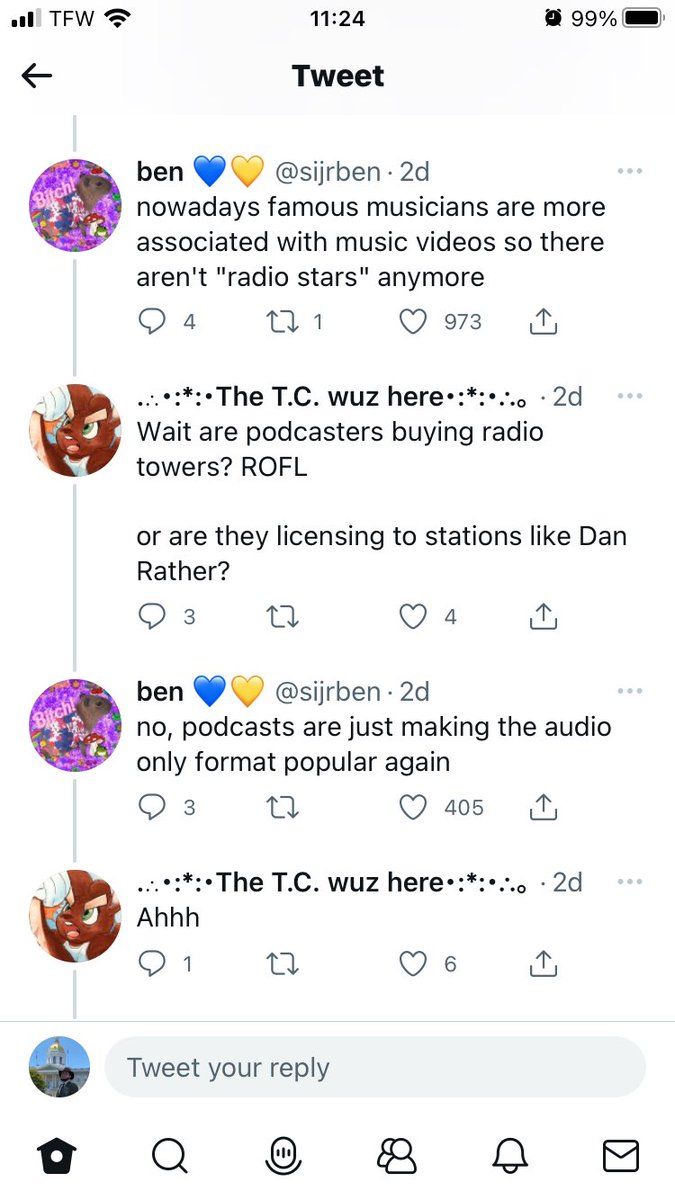 TFW 11:24 99%
Tweet
ben 💙💛 @sijrben · 2d
nowadays famous musicians are more
associated with music videos so there
aren't "radio stars" anymore
4 1 973
.·.•:*:•The T.C. wuz here•:*:•.·.。 · 2d
Wait are podcasters buying radio
towers? ROFL
or are they licensing to stations like Dan
Rather?
3 4
ben 💙💛 @sijrben · 2d
no, podcasts are just making the audio
only format popular again
3 405
.·.•:*:•The T.C. wuz here•:*:•.·.。 · 2d
Ahhh
1 6
Tweet your reply
Bitch!
Bitch!